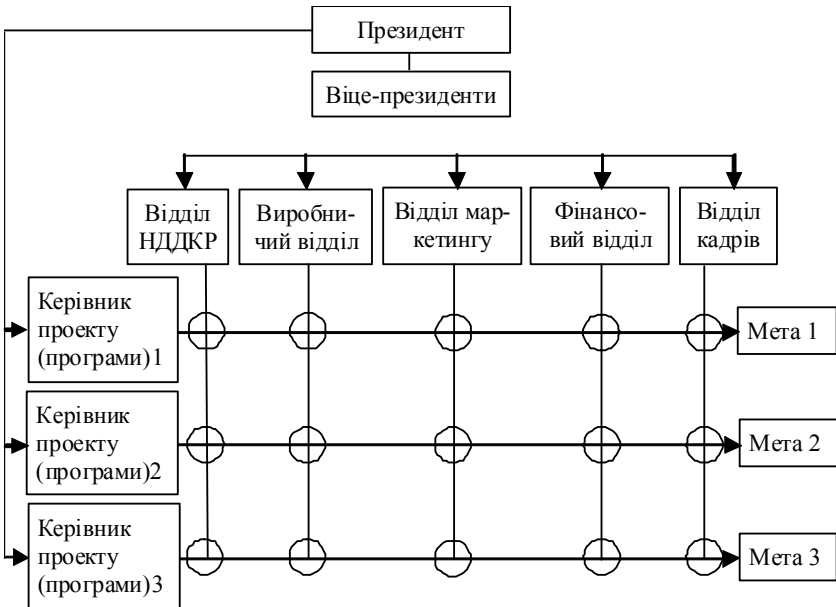 Президент
Віце-президенти
Відділ
НДДКР
Виробни-
чий відділ
Відділ мар-
кетингу
Фінансо-
вий відділ
Відділ
кадрів
Керівник
проекту
(програми)1
Мета 1
Керівник
проекту
(програми)2
Мета 2
Керівник
проекту
(програми)3
Мета 3